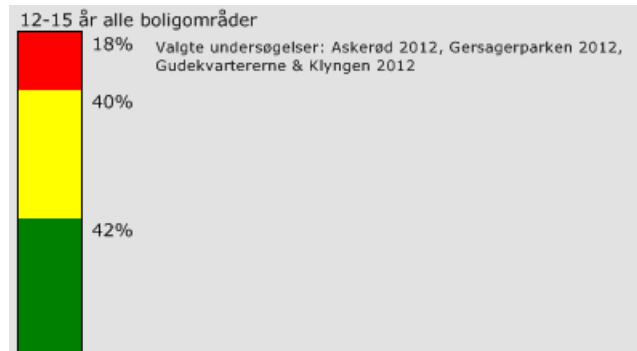 12-15 år alle boligområder
18%
Valgte undersøgelser: Askerød 2012, Gersagerparken 2012,
Gudekvartererne & Klyngen 2012
40%
42%